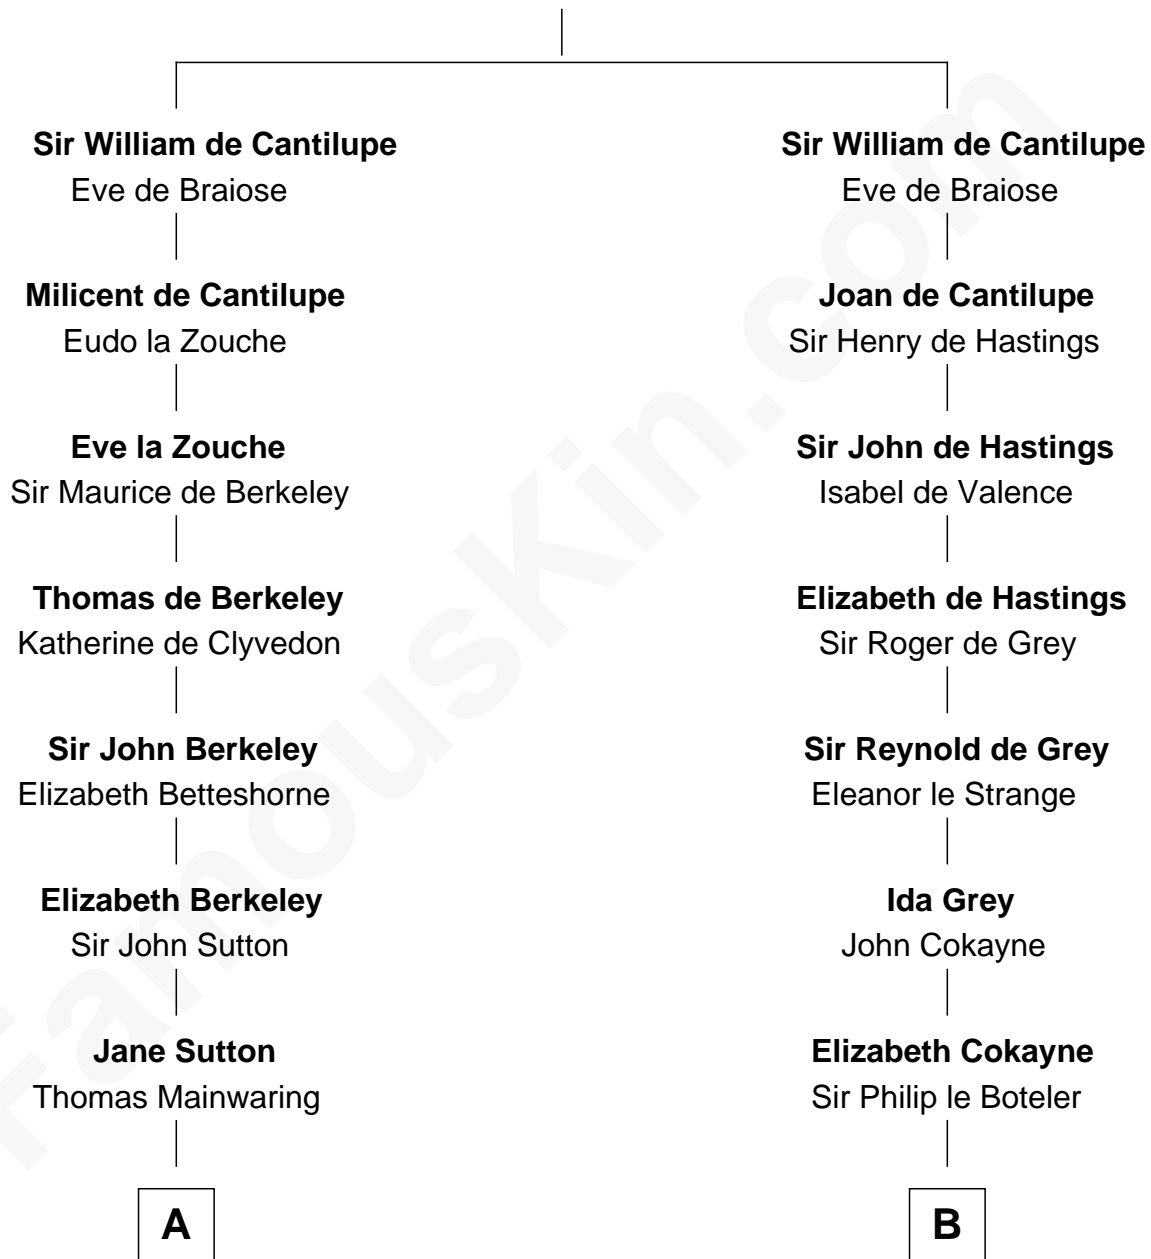 Sir William de Cantilupe
Eve de Braiose
Milicent de Cantilupe
Eudo la Zouche
Eve la Zouche
Sir Maurice de Berkeley
Thomas de Berkeley
Katherine de Clyvedon
Sir John Berkeley
Elizabeth Betteshorne
Elizabeth Berkeley
Sir John Sutton
Jane Sutton
Thomas Mainwaring
A
Sir William de Cantilupe
Eve de Braiose
Joan de Cantilupe
Sir Henry de Hastings
Sir John de Hastings
Isabel de Valence
Elizabeth de Hastings
Sir Roger de Grey
Sir Reynold de Grey
Eleanor le Strange
Ida Grey
John Cokayne
Elizabeth Cokayne
Sir Philip le Boteler
B
FamousKin.com